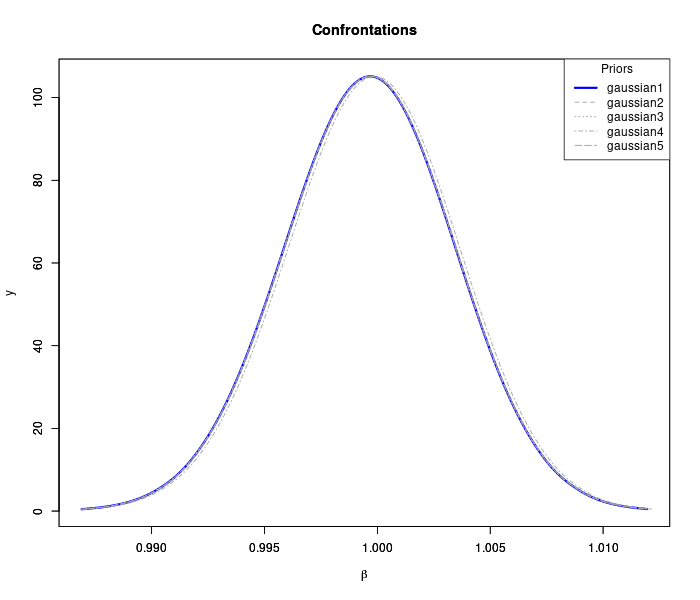 Confrontations
Priors
gaussian1
gaussian2
gaussian3
gaussian4
gaussian5
y
0
20
40
60
80
100
0.990
0.995
1.000
1.005
1.010
β